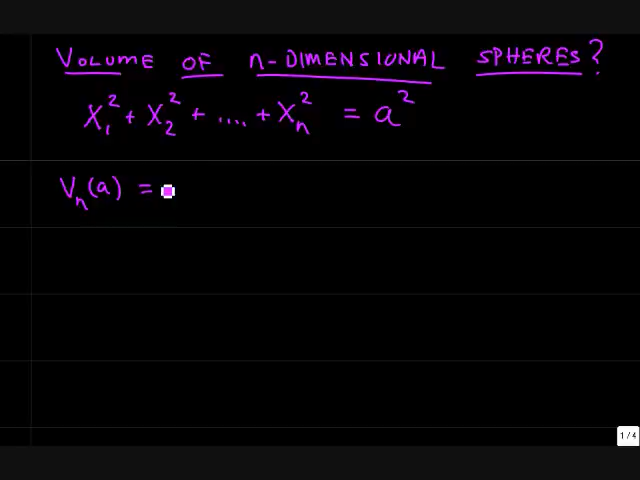 VOLUME OF n-DIMENSIONAL SPHERES?
X₁² + X₂² + .... + Xₙ² = a²
Vₙ(a) =
1/4